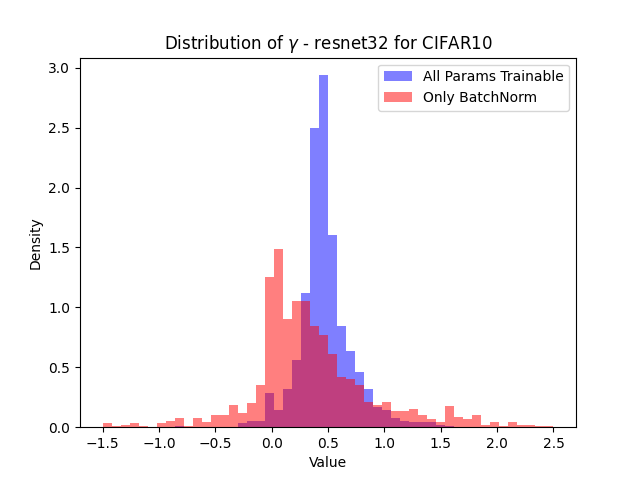 Distribution of γ - resnet32 for CIFAR10
All Params Trainable
Only BatchNorm
Density
3.0
2.5
2.0
1.5
1.0
0.5
0.0
−1.5 −1.0 −0.5 0.0 0.5 1.0 1.5 2.0 2.5
Value